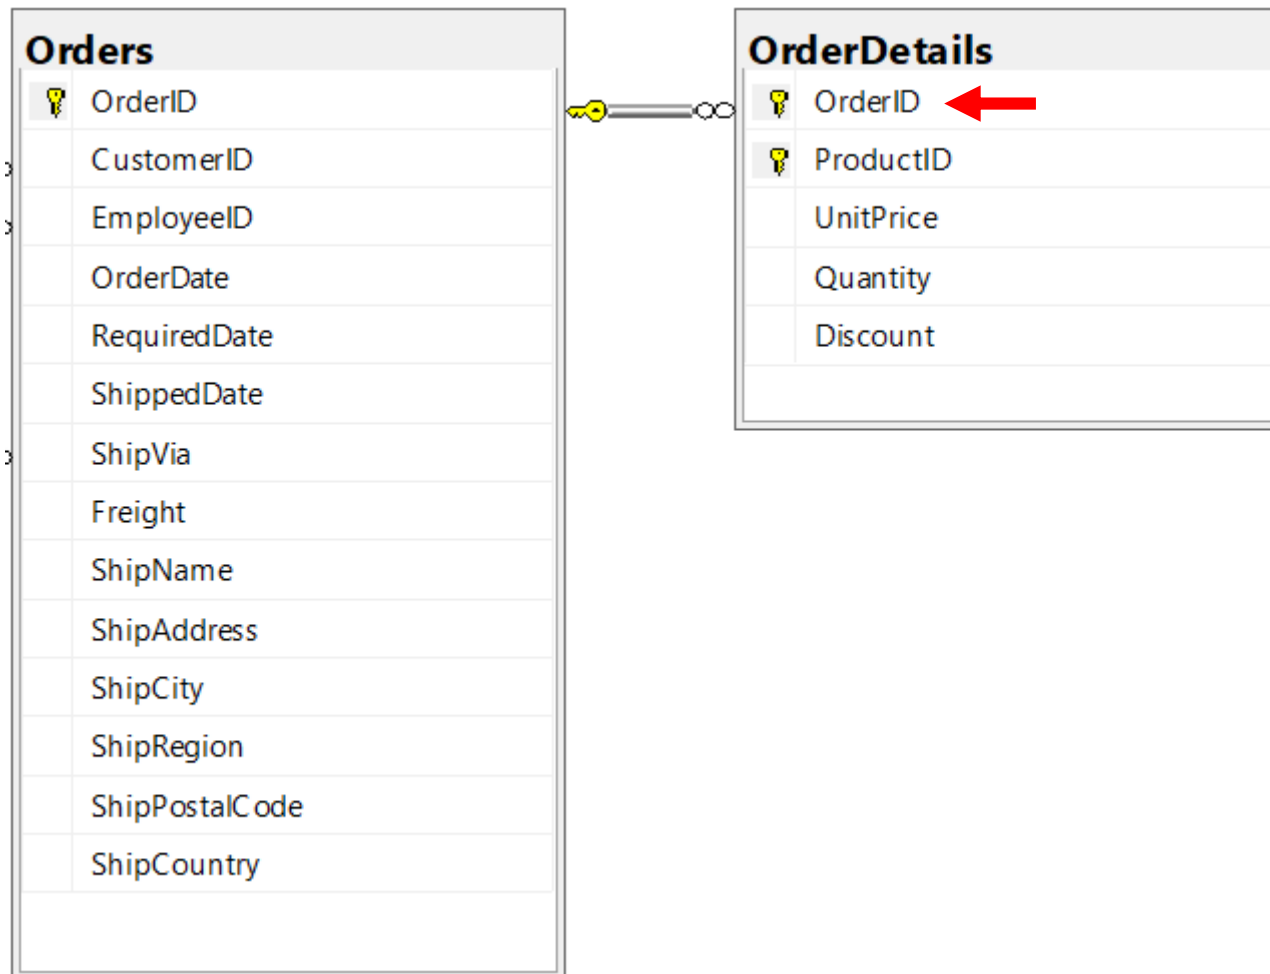 Orders
OrderID
CustomerID
EmployeeID
OrderDate
RequiredDate
ShippedDate
ShipVia
Freight
ShipName
ShipAddress
ShipCity
ShipRegion
ShipPostalCode
ShipCountry
OrderDetails
OrderID
ProductID
UnitPrice
Quantity
Discount